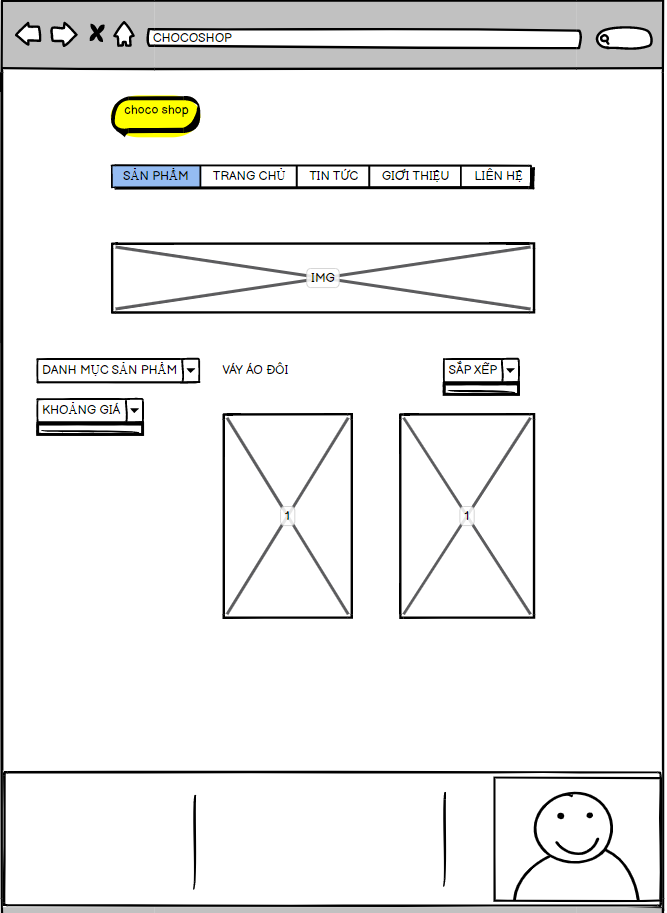 CHOCOSHOP
choco shop
SẢN PHẨM TRANG CHỦ TIN TỨC GIỚI THIỆU LIÊN HỆ
IMG
DANH MỤC SẢN PHẨM VÁY ÁO ĐÔI SẮP XẾP
KHOẢNG GIÁ
1 1